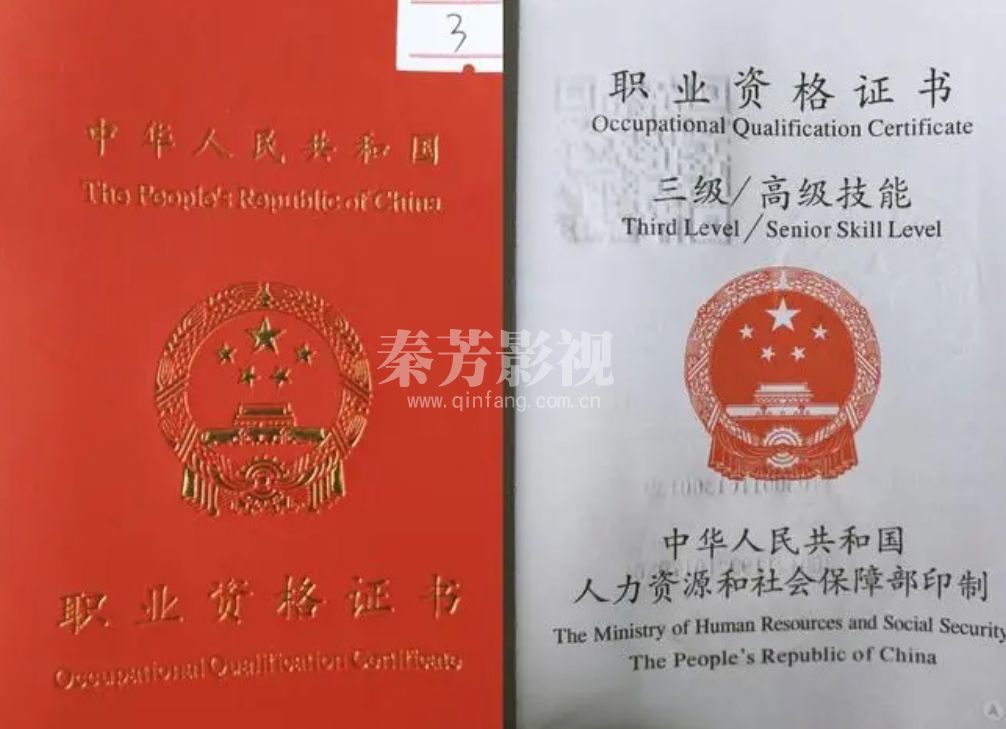 3
中华人民共和国
The People's Republic of China
职业资格证书
Occupational Qualification Certificate
职业资格证书
Occupational Qualification Certificate
三级/高级技能
Third Level/Senior Skill Level
中华人民共和国
人力资源和社会保障部印制
The Ministry of Human Resources and Social Security
The People's Republic of China
秦芳影视
www.qinfang.com.cn